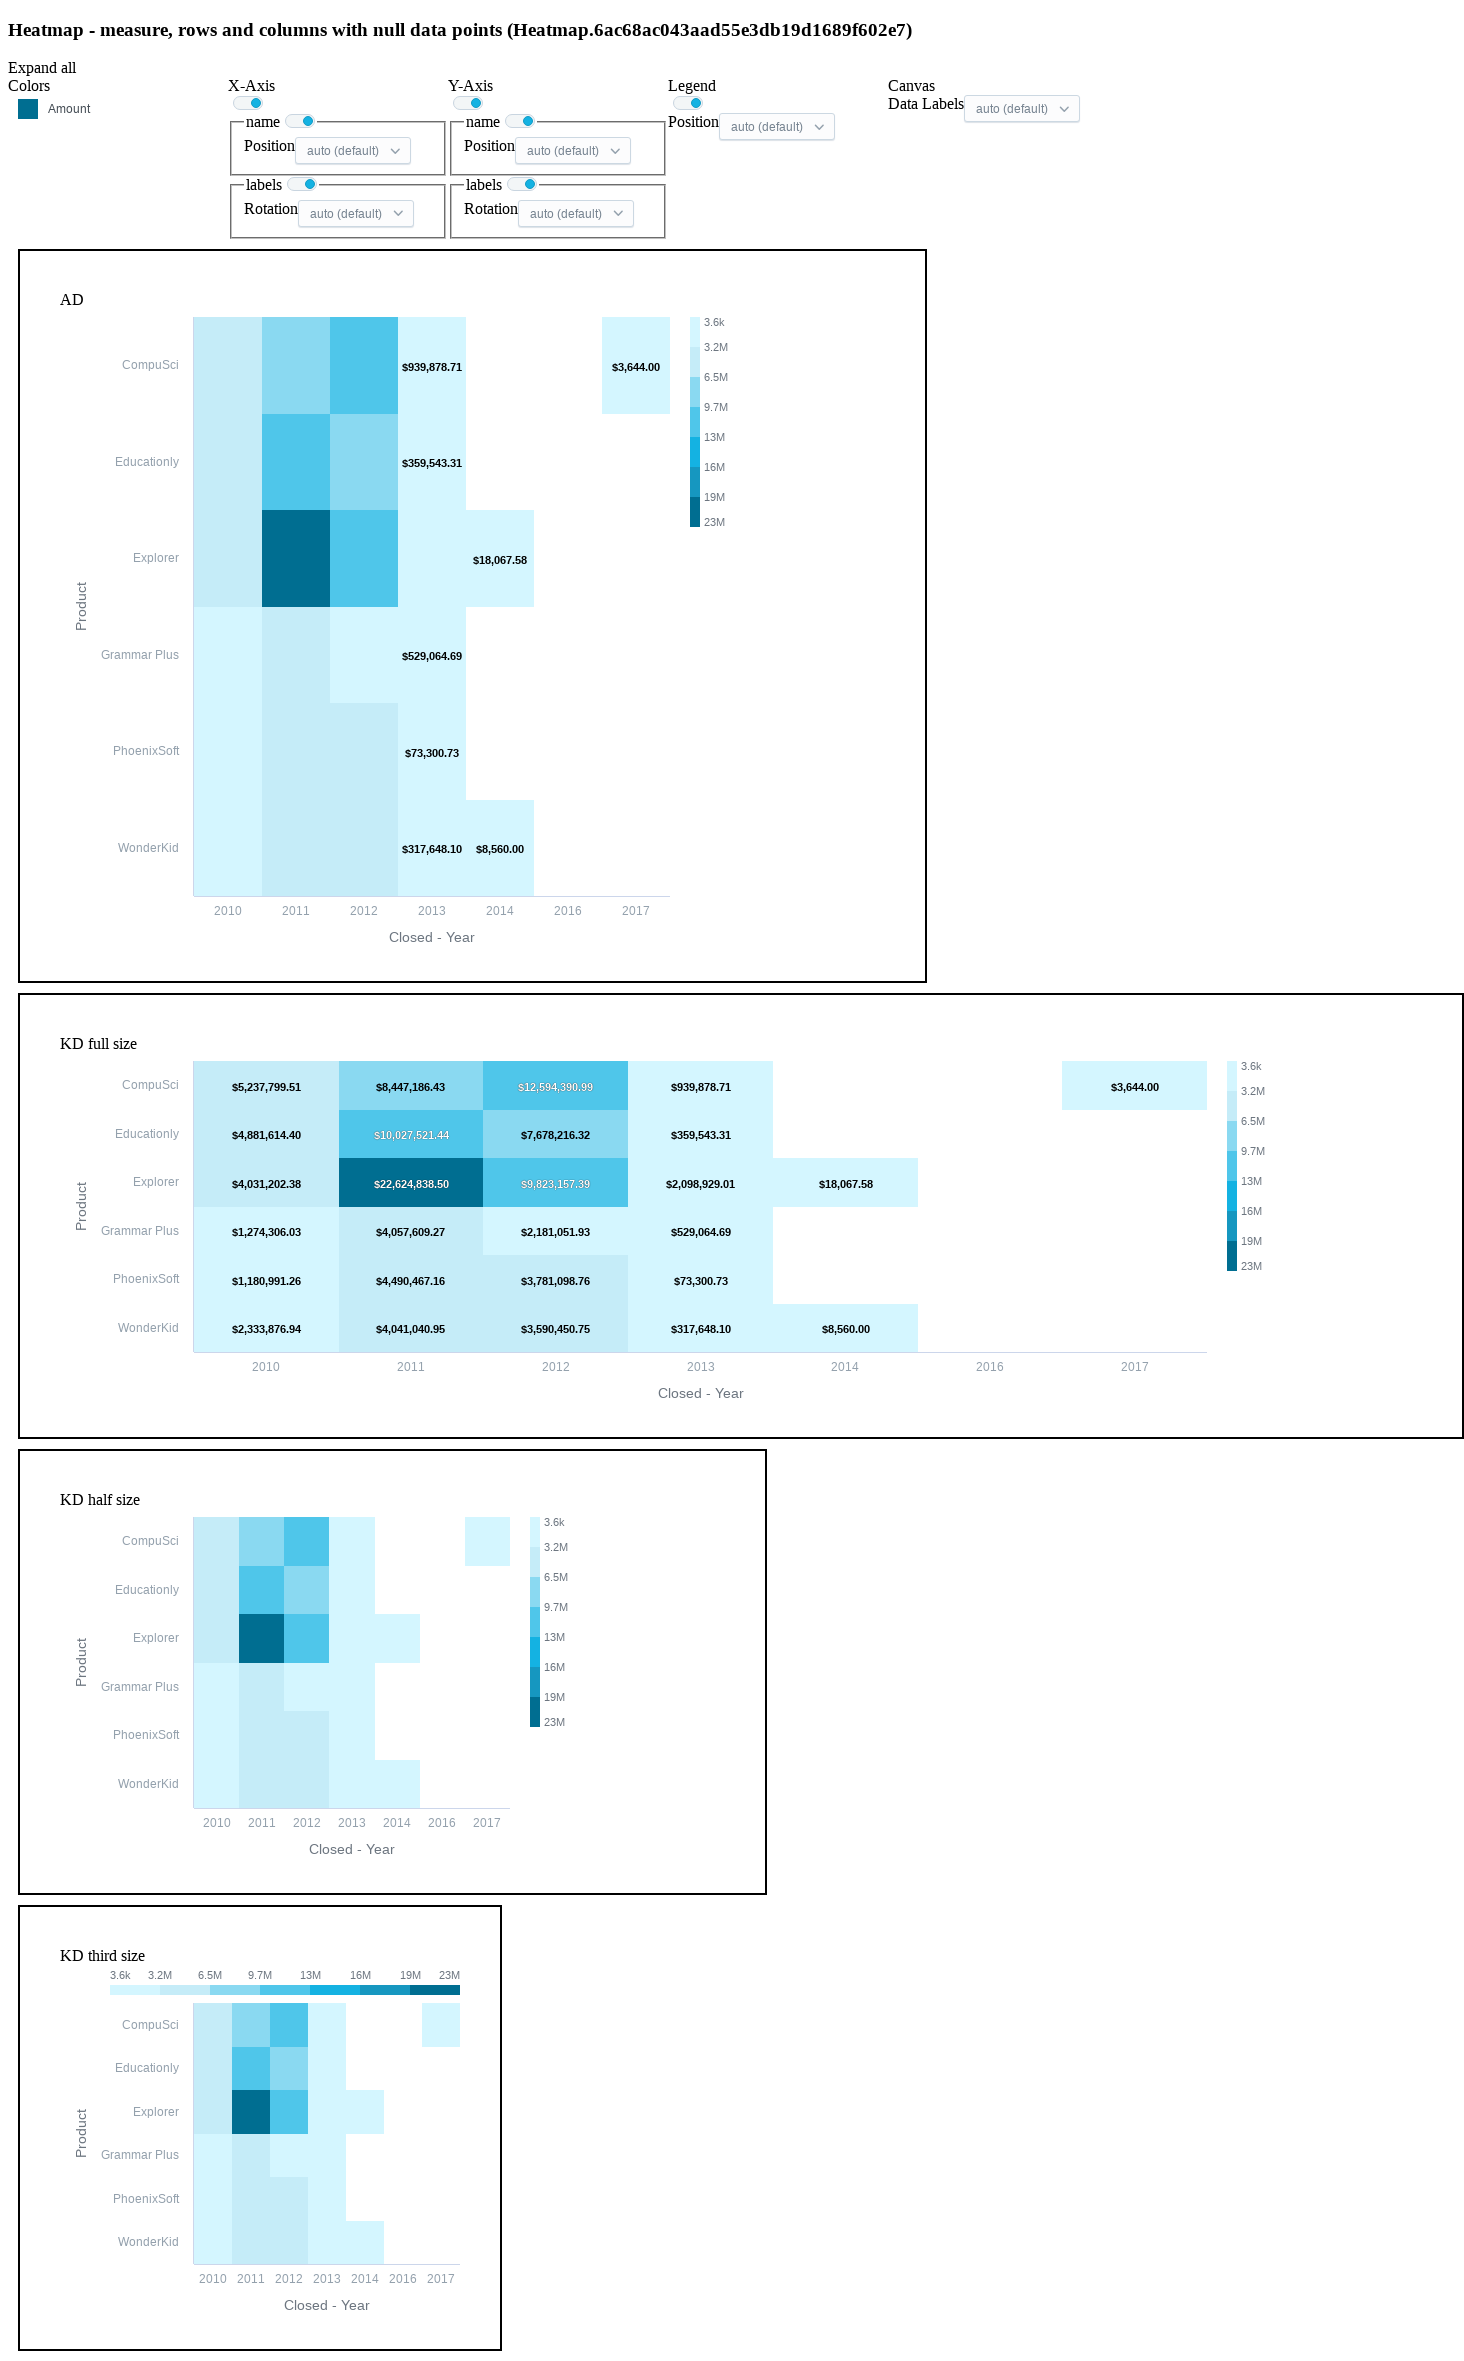 Heatmap - measure, rows and columns with null data points (Heatmap.6ac68ac043aad55e3db19d1689f602e7)
Expand all
Colors
Amount
X-Axis
name
Position auto (default)
labels
Rotation auto (default)
Y-Axis
name
Position auto (default)
labels
Rotation auto (default)
Legend
Position auto (default)
Canvas
Data Labels auto (default)
AD
CompuSci $939,878.71 $3,644.00
Educationly $359,543.31
Explorer $18,067.58
Grammar Plus $529,064.69
PhoenixSoft $73,300.73
WonderKid $317,648.10 $8,560.00
Product
2010 2011 2012 2013 2014 2016 2017
Closed - Year
3.6k
3.2M
6.5M
9.7M
13M
16M
19M
23M
KD full size
CompuSci $5,237,799.51 $8,447,186.43 $12,594,390.99 $939,878.71 $3,644.00
Educationly $4,881,614.40 $10,027,521.44 $7,678,216.32 $359,543.31
Explorer $4,031,202.38 $22,624,838.50 $9,823,157.39 $2,098,929.01 $18,067.58
Grammar Plus $1,274,306.03 $4,057,609.27 $2,181,051.93 $529,064.69
PhoenixSoft $1,180,991.26 $4,490,467.16 $3,781,098.76 $73,300.73
WonderKid $2,333,876.94 $4,041,040.95 $3,590,450.75 $317,648.10 $8,560.00
Product
2010 2011 2012 2013 2014 2016 2017
Closed - Year
3.6k
3.2M
6.5M
9.7M
13M
16M
19M
23M
KD half size
CompuSci
Educationly
Explorer
Grammar Plus
PhoenixSoft
WonderKid
Product
2010 2011 2012 2013 2014 2016 2017
Closed - Year
3.6k
3.2M
6.5M
9.7M
13M
16M
19M
23M
KD third size
3.6k 3.2M 6.5M 9.7M 13M 16M 19M 23M
CompuSci
Educationly
Explorer
Grammar Plus
PhoenixSoft
WonderKid
Product
2010 2011 2012 2013 2014 2016 2017
Closed - Year